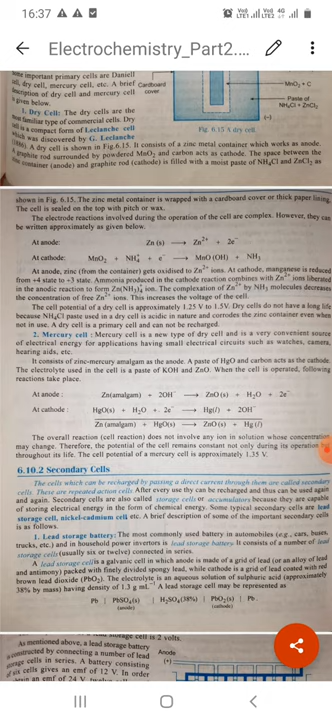 16:37
Electrochemistry_Part2....
some important primary cells are Daniell
cell, dry cell, mercury cell, etc. A brief
description of dry cell and mercury cell
given below.
1. Dry Cell: The dry cells are the
most familiar type of commercial dry. Dry
cell is a compact form of Leclanche cell
which was discovered by G. Leclanche
Cardboard
cover
MnO2 + C
Paste of
NH4Cl + ZnCl2
(-)
Fig. 6.15 A dry cell.
A dry cell is shown in Fig.6.15. It consists of a zinc metal container which works as anode.
A graphite rod surrounded by powdered MnO2 and carbon acts as cathode. The space between the
container (anode) and graphite rod (cathode) is filled with a moist paste of NH4Cl and ZnCl2 as
shown in Fig. 6.15. The zinc metal container is wrapped with a cardboard cover or thick paper lining.
The cell is sealed on the top with pitch or wax.
The electrode reactions involved during the operation of the cell are complex. However, they can
be written approximately as given below.
At anode: Zn (s) ⟶ Zn2+ + 2e-
At cathode: MnO2 + NH4+ + e- ⟶ MnO (OH) + NH3
At anode, zinc (from the container) gets oxidised to Zn2+ ions. At cathode, manganese is reduced
from +4 state to +3 state. Ammonia produced in the cathode reaction combines with Zn2+ ions liberated
in the anodic reaction to form Zn(NH3)4 ion. The complexation of Zn2+ by NH3 molecules decreases
the concentration of free Zn2+ ions. This increases the voltage of the cell.
The cell potential of a dry cell is approximately 1.25 V to 1.5V. Dry cells do not have a long life
because NH4Cl paste used in a dry cell is acidic in nature and corrodes the zinc container even when
not in use. A dry cell is a primary cell and can not be recharged.
2. Mercury cell : Mercury cell is a new type of dry cell and is a very convenient source
of electrical energy for applications having small electrical circuits such as watches, camera,
hearing aids, etc.
It consists of zinc-mercury amalgam as the anode. A paste of HgO and carbon acts as the cathode.
The electrolyte used in the cell is a paste of KOH and ZnO. When the cell is operated, following
reactions take place.
At anode : Zn(amalgam) + 2OH- ⟶ ZnO (s) + H2O + 2e-
At cathode : HgO(s) + H2O + 2e- ⟶ Hg(l) + 2OH-
Zn (amalgam) + HgO(s) ⟶ ZnO (s) + Hg (l)
The overall reaction (cell reaction) does not involve any ion in solution whose concentration
may change. Therefore, the potential of the cell remains constant not only during its operation but
throughout its life. The cell potential of a mercury cell is approximately 1.35 V.
6.10.2 Secondary Cells
The cells which can be recharged by passing a direct current through them are called secondary
cells. These are repeated action cells After every use thy can be recharged and thus can be used again
and again. Secondary cells are also called storage cells or accumulators because they are capable
of storing electrical energy in the form of chemical energy. Some typical secondary cells are lead
storage cell, nickel-cadmium cell etc. A brief description of some of the important secondary cells
is as follows.
1. Lead storage battery: The most commonly used battery in automobiles (e.g., cars, buses,
trucks, etc.) and in household power invertors is lead storage battery It consists of a number of lead
storage cells (usually six or twelve) connected in series.
A lead storage cell is a galvanic cell in which anode is made of a grid of lead (or an alloy of lead
and antimony) packed with finely divided spongy lead, while cathode is a grid of lead coated with red
brown lead dioxide (PbO2). The electrolyte is an aqueous solution of sulphuric acid (approximately
38% by mass) having density of 1.3 g mL-1 A lead storage cell may be represented as
Pb | PbSO4(s) | H2SO4(38%) | PbO2(s) | Pb .
(anode) (cathode)
storage cell is 2 volts.
As mentioned above, a lead storage battery
constructed by connecting a number of lead
storage cells in series. A battery consisting
of six cells gives an emf of 12 V. In order
an emf of 24 V
Anode
(+)